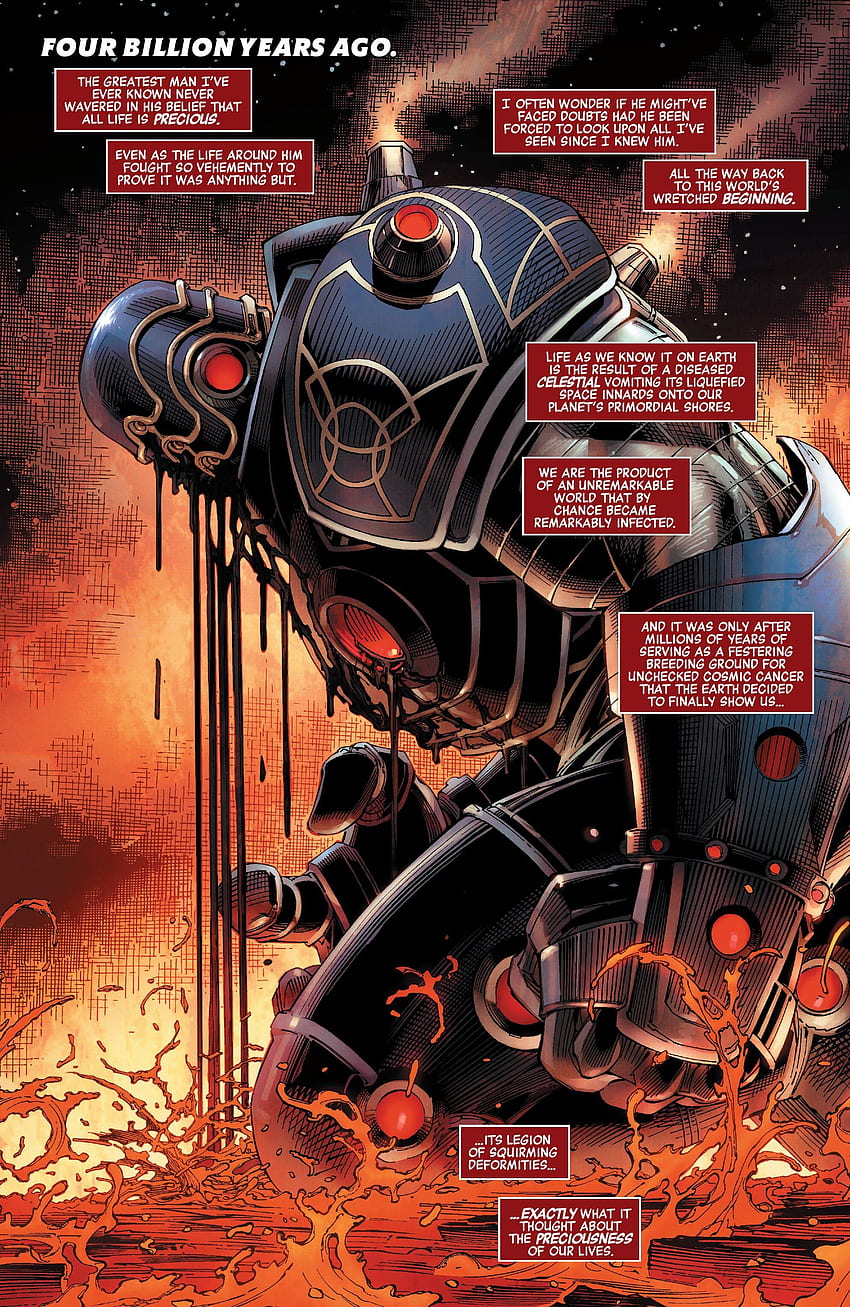 FOUR BILLION YEARS AGO.
THE GREATEST MAN I'VE
EVER KNOWN NEVER
WAVERED IN HIS BELIEF THAT
ALL LIFE IS PRECIOUS.
EVEN AS THE LIFE AROUND HIM
FOUGHT SO VEHEMENTLY TO
PROVE IT WAS ANYTHING BUT.
I OFTEN WONDER IF HE MIGHT'VE
FACED DOUBTS HAD HE BEEN
FORCED TO LOOK UPON ALL I'VE
SEEN SINCE I KNEW HIM.
ALL THE WAY BACK
TO THIS WORLD'S
WRETCHED BEGINNING.
LIFE AS WE KNOW IT ON EARTH
IS THE RESULT OF A DISEASED
CELESTIAL VOMITING ITS LIQUEFIED
SPACE INNARDS ONTO OUR
PLANET'S PRIMORDIAL SHORES.
WE ARE THE PRODUCT
OF AN UNREMARKABLE
WORLD THAT BY
CHANCE BECAME
REMARKABLY INFECTED.
AND IT WAS ONLY AFTER
MILLIONS OF YEARS OF
SERVING AS A FESTERING
BREEDING GROUND FOR
UNCHECKED COSMIC CANCER
THAT THE EARTH DECIDED
TO FINALLY SHOW US...
...ITS LEGION
OF SQUIRMING
DEFORMITIES...
...EXACTLY WHAT IT
THOUGHT ABOUT
THE PRECIOUSNESS
OF OUR LIVES.